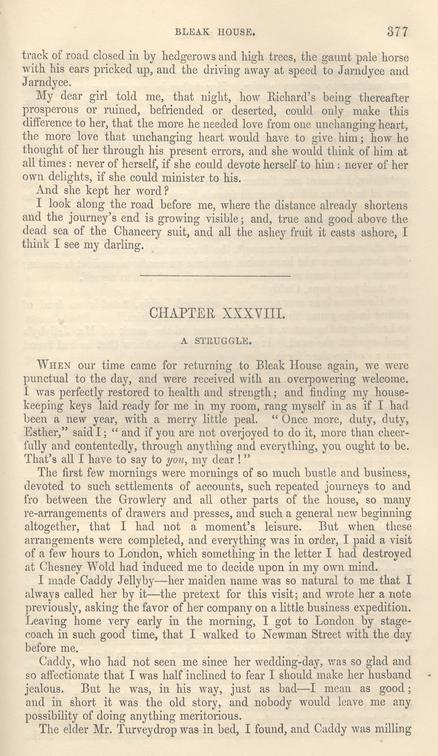 BLEAK HOUSE. 377
track of road closed in by hedgerows and high trees, the gaunt pale horse
with his ears pricked up, and the driving away at speed to Jarndyce and
Jarndyce.
My dear girl told me, that night, how Richard's being thereafter
prosperous or ruined, befriended or deserted, could only make this
difference to her, that the more he needed love from one unchanging heart,
the more love that unchanging heart would have to give him; how he
thought of her through his present errors, and she would think of him at
all times: never of herself, if she could devote herself to him: never of her
own delights, if she could minister to his.
And she kept her word?
I look along the road before me, where the distance already shortens
and the journey's end is growing visible; and, true and good above the
dead sea of the Chancery suit, and all the ashey fruit it casts ashore, I
think I see my darling.
CHAPTER XXXVIII.
A STRUGGLE.
WHEN our time came for returning to Bleak House again, we were
punctual to the day, and were received with an overpowering welcome.
I was perfectly restored to health and strength; and finding my house-
keeping keys laid ready for me in my room, rang myself in as if I had
been a new year, with a merry little peal. "Once more, duty, duty,
Esther," said I; "and if you are not overjoyed to do it, more than cheer-
fully and contentedly, through anything and everything, you ought to be.
That's all I have to say to you, my dear!"
The first few mornings were mornings of so much bustle and business,
devoted to such settlements of accounts, such repeated journeys to and
fro between the Growlery and all other parts of the house, so many
re-arrangements of drawers and presses, and such a general new beginning
altogether, that I had not a moment's leisure. But when these
arrangements were completed, and everything was in order, I paid a visit
of a few hours to London, which something in the letter I had destroyed
at Chesney Wold had induced me to decide upon in my own mind.
I made Caddy Jellyby—her maiden name was so natural to me that I
always called her by it—the pretext for this visit; and wrote her a note
previously, asking the favor of her company on a little business expedition.
Leaving home very early in the morning, I got to London by stage-
coach in such good time, that I walked to Newman Street with the day
before me.
Caddy, who had not seen me since her wedding-day, was so glad and
so affectionate that I was half inclined to fear I should make her husband
jealous. But he was, in his way, just as bad—I mean as good;
and in short it was the old story, and nobody would leave me any
possibility of doing anything meritorious.
The elder Mr. Turveydrop was in bed, I found, and Caddy was milling